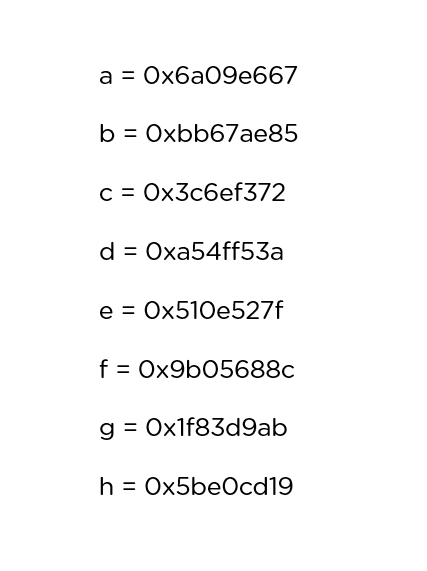 a = 0x6a09e667
b = 0xbb67ae85
c = 0x3c6ef372
d = 0xa54ff53a
e = 0x510e527f
f = 0x9b05688c
g = 0x1f83d9ab
h = 0x5be0cd19